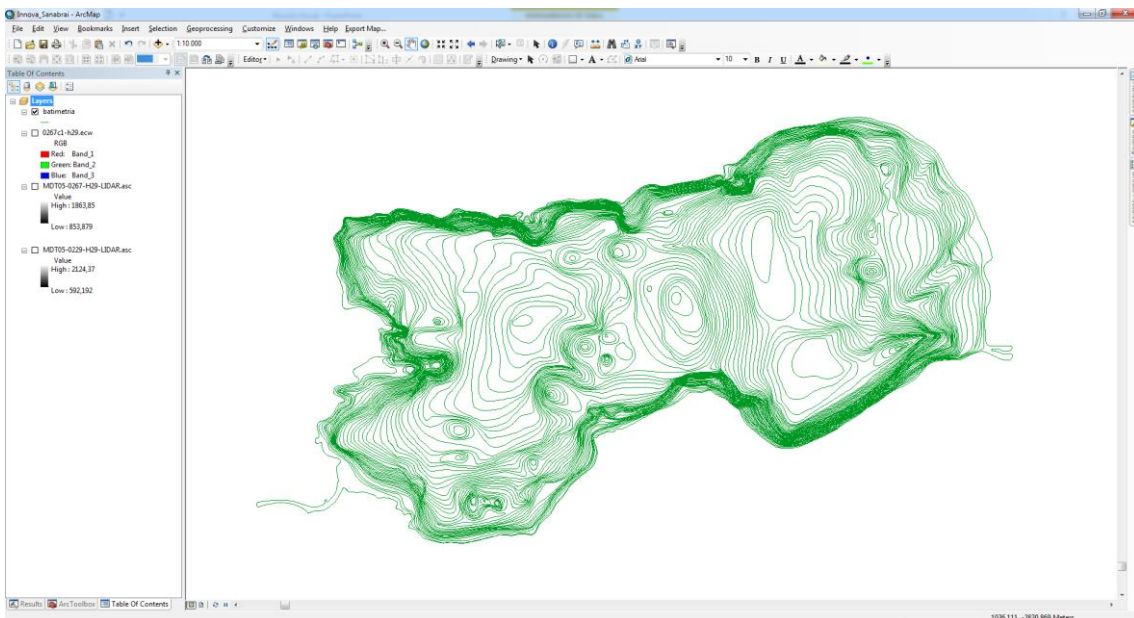 Innova_Sanabrai - ArcMap
File Edit View Bookmarks Insert Selection Geoprocessing Customize Windows Help Export Map...
1:10.000
Editor Drawing Arial 10 B I U A
Table Of Contents
Layers
batimetria
0267c1-h29.ecw
RGB
Red: Band_1
Green: Band_2
Blue: Band_3
MDT05-0267-H29-LIDAR.asc
Value
High : 1863,85
Low : 853,879
MDT05-0229-H29-LIDAR.asc
Value
High : 2124,37
Low : 592,192
Results ArcToolbox Table Of Contents